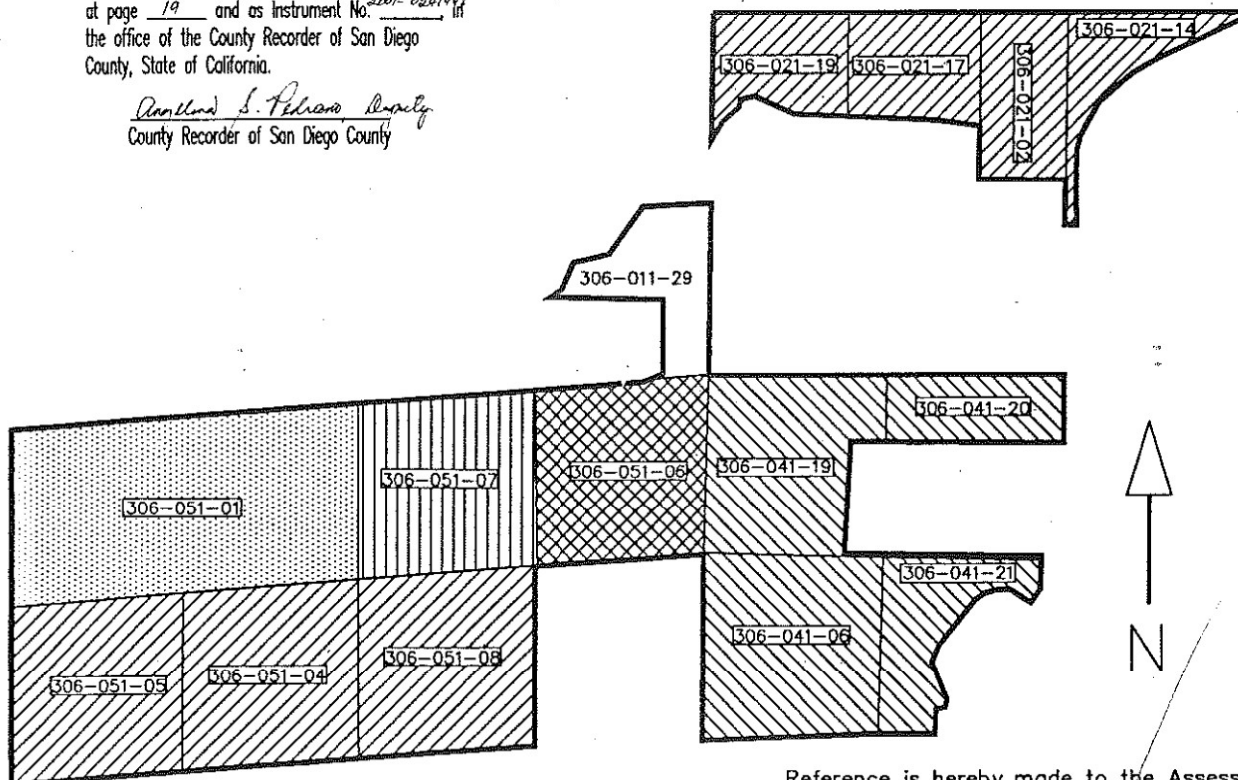 at page 19 and as Instrument No. in
the office of the County Recorder of San Diego
County, State of California.
S. Pedrano, Deputy
County Recorder of San Diego County
306-021-19
306-021-17
306-021-02
306-021-14
306-011-29
306-041-20
306-051-07
306-051-06
306-041-19
306-051-01
306-041-21
306-041-06
306-051-08
306-051-04
306-051-05
N
Reference is hereby made to the Assess